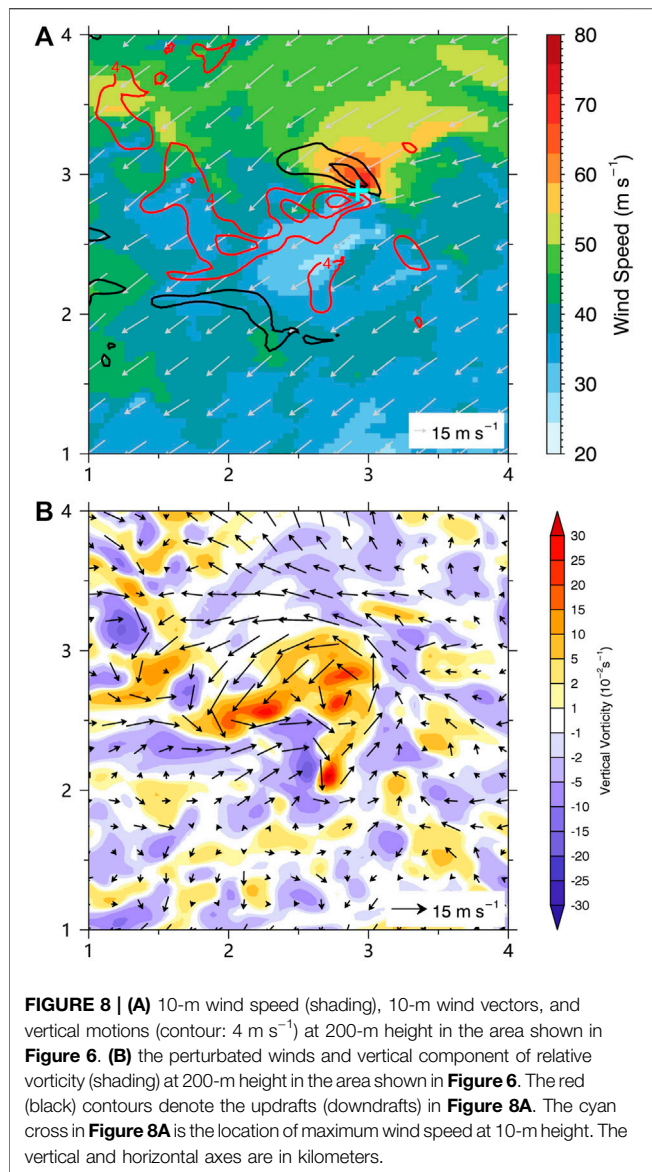 A
4
3
2
1
1 2 3 4
4
4
4
15 m s⁻¹
80
70
60
50
40
30
20
Wind Speed (m s⁻¹)
B
4
3
2
1
1 2 3 4
15 m s⁻¹
30
25
20
15
10
5
2
1
-1
-2
-5
-10
-15
-20
-25
-30
Vertical Vorticity (10⁻²s⁻¹)
FIGURE 8 | (A) 10-m wind speed (shading), 10-m wind vectors, and
vertical motions (contour: 4 m s⁻¹) at 200-m height in the area shown in
Figure 6. (B) the perturbated winds and vertical component of relative
vorticity (shading) at 200-m height in the area shown in Figure 6. The red
(black) contours denote the updrafts (downdrafts) in Figure 8A. The cyan
cross in Figure 8A is the location of maximum wind speed at 10-m height. The
vertical and horizontal axes are in kilometers.